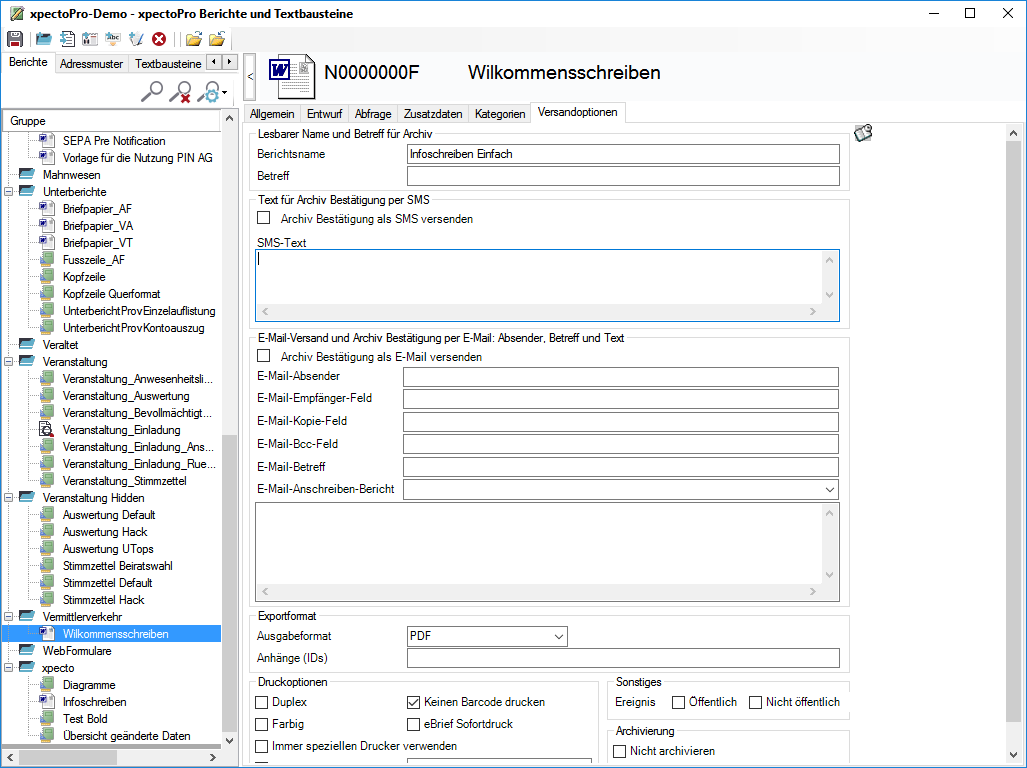 xpectoPro-Demo - xpectoPro Berichte und Textbausteine
Berichte Adressmuster Textbausteine
Gruppe
SEPA Pre Notification
Vorlage für die Nutzung PIN AG
Mahnwesen
Unterberichte
Briefpapier_AF
Briefpapier_VA
Briefpapier_VT
Fusszeile_AF
Kopfzeile
Kopfzeile Querformat
UnterberichtProvEinzelauflistung
UnterberichtProvKontoauszug
Veraltet
Veranstaltung
Veranstaltung_Anwesenheitsli...
Veranstaltung_Auswertung
Veranstaltung_Bevollmächtigt...
Veranstaltung_Einladung
Veranstaltung_Einladung_Ans...
Veranstaltung_Einladung_Rue...
Veranstaltung_Stimmzettel
Veranstaltung Hidden
Auswertung Default
Auswertung Hack
Auswertung UTops
Stimmzettel Beiratswahl
Stimmzettel Default
Stimmzettel Hack
Vermittlerverkehr
Wilkommensschreiben
WebFormulare
xpecto
Diagramme
Infoschreiben
Test Bold
Übersicht geänderte Daten
<
W N0000000F Wilkommensschreiben
Allgemein Entwurf Abfrage Zusatzdaten Kategorien Versandoptionen
Lesbarer Name und Betreff für Archiv
Berichtsname Infoschreiben Einfach
Betreff
Text für Archiv Bestätigung per SMS
Archiv Bestätigung als SMS versenden
SMS-Text
E-Mail-Versand und Archiv Bestätigung per E-Mail: Absender, Betreff und Text
Archiv Bestätigung als E-Mail versenden
E-Mail-Absender
E-Mail-Empfänger-Feld
E-Mail-Kopie-Feld
E-Mail-Bcc-Feld
E-Mail-Betreff
E-Mail-Anschreiben-Bericht
Exportformat
Ausgabeformat PDF
Anhänge (IDs)
Druckoptionen
Duplex Keinen Barcode drucken
Farbig eBrief Sofortdruck
Immer speziellen Drucker verwenden
Sonstiges
Ereignis Öffentlich Nicht öffentlich
Archivierung
Nicht archivieren